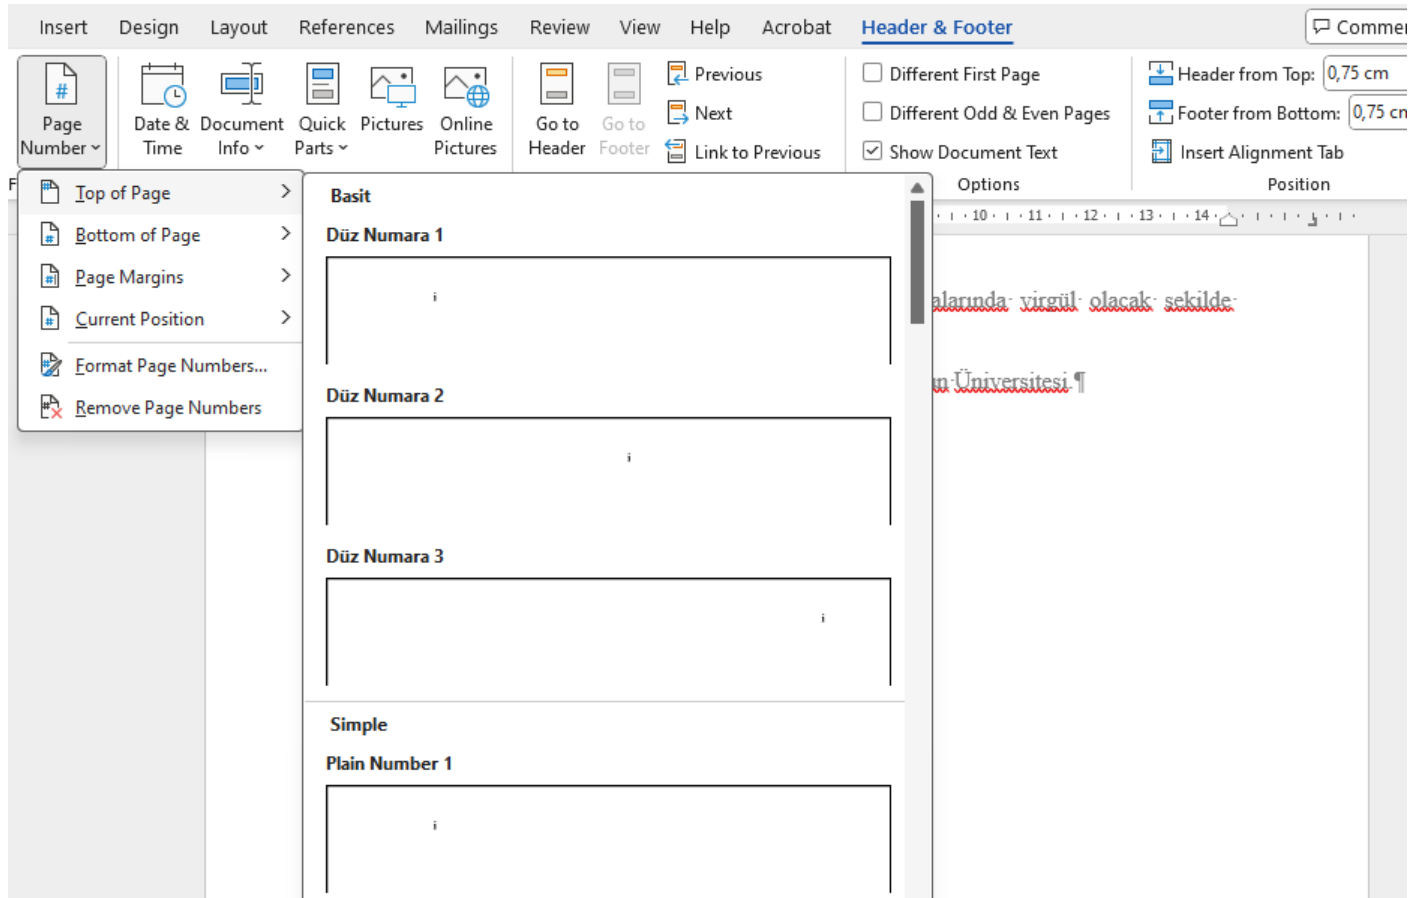 Insert Design Layout References Mailings Review View Help Acrobat Header & Footer Commer
Page Number
Date & Time
Document Info
Quick Parts
Pictures
Online Pictures
Go to Header
Go to Footer
Previous
Next
Link to Previous
Different First Page
Different Odd & Even Pages
Show Document Text
Options
Header from Top: 0,75 cm
Footer from Bottom: 0,75 cm
Insert Alignment Tab
Position
Top of Page
Bottom of Page
Page Margins
Current Position
Format Page Numbers...
Remove Page Numbers
Basit
Düz Numara 1
i
Düz Numara 2
i
Düz Numara 3
i
Simple
Plain Number 1
i
10 11 12 13 14
alarında virgül olacak şekilde
ın Üniversitesi.¶